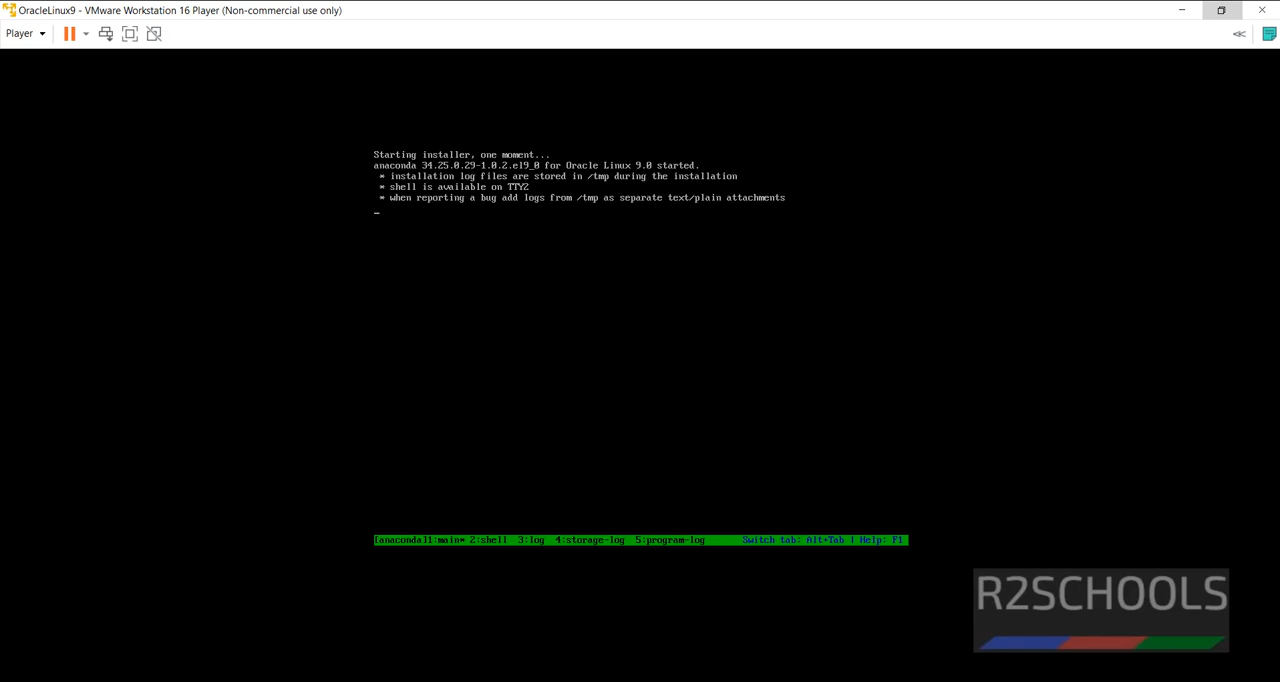 OracleLinux9 - VMware Workstation 16 Player (Non-commercial use only)
Player
Starting installer, one moment...
anaconda 34.25.0.29-1.0.2.el9_0 for Oracle Linux 9.0 started.
* installation log files are stored in /tmp during the installation
* shell is available on TTY2
* when reporting a bug add logs from /tmp as separate text/plain attachments
[anaconda]1:main* 2:shell 3:log 4:storage-log 5:program-log Switch tab: Alt+Tab | Help: F1
R2SCHOOLS